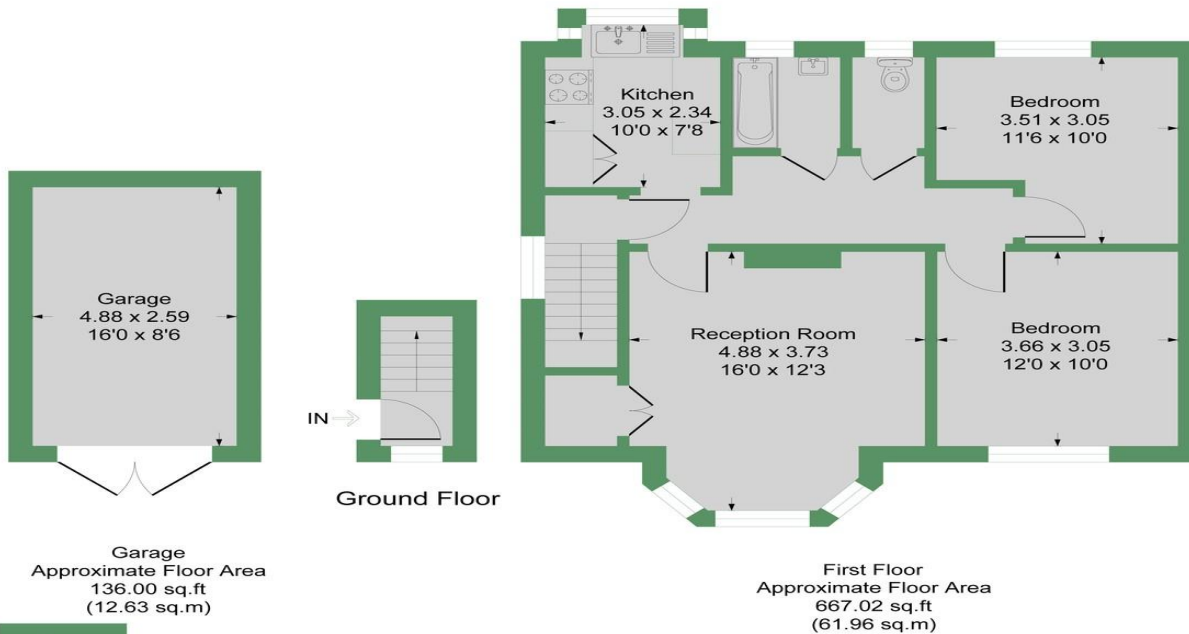 Kitchen
3.05 x 2.34
10'0 x 7'8
Bedroom
3.51 x 3.05
11'6 x 10'0
Garage
4.88 x 2.59
16'0 x 8'6
Reception Room
4.88 x 3.73
16'0 x 12'3
Bedroom
3.66 x 3.05
12'0 x 10'0
IN
Ground Floor
Garage
Approximate Floor Area
136.00 sq.ft
(12.63 sq.m)
First Floor
Approximate Floor Area
667.02 sq.ft
(61.96 sq.m)